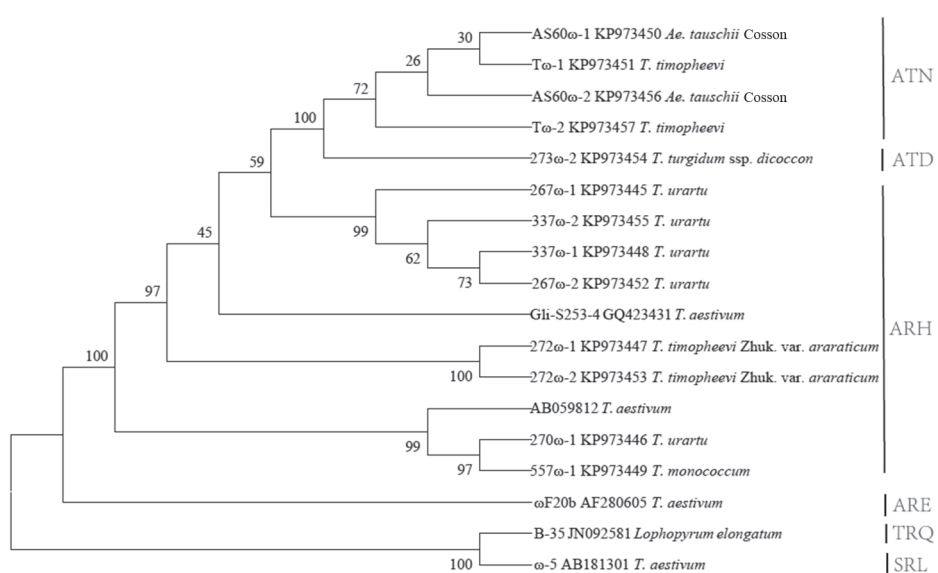 30
AS60ω-1 KP973450 Ae. tauschii Cosson
26
Tω-1 KP973451 T. timopheevi
ATN
72
AS60ω-2 KP973456 Ae. tauschii Cosson
100
Tω-2 KP973457 T. timopheevi
59
273ω-2 KP973454 T. turgidum ssp. dicoccon
ATD
267ω-1 KP973445 T. urartu
99
337ω-2 KP973455 T. urartu
45
62
337ω-1 KP973448 T. urartu
73
267ω-2 KP973452 T. urartu
97
Gli-S253-4 GQ423431 T. aestivum
ARH
272ω-1 KP973447 T. timopheevi Zhuk. var. araraticum
100
100
272ω-2 KP973453 T. timopheevi Zhuk. var. araraticum
AB059812 T. aestivum
99
270ω-1 KP973446 T. urartu
97
557ω-1 KP973449 T. monococcum
ωF20b AF280605 T. aestivum
ARE
B-35 JN092581 Lophopyrum elongatum
TRQ
100
ω-5 AB181301 T. aestivum
SRL